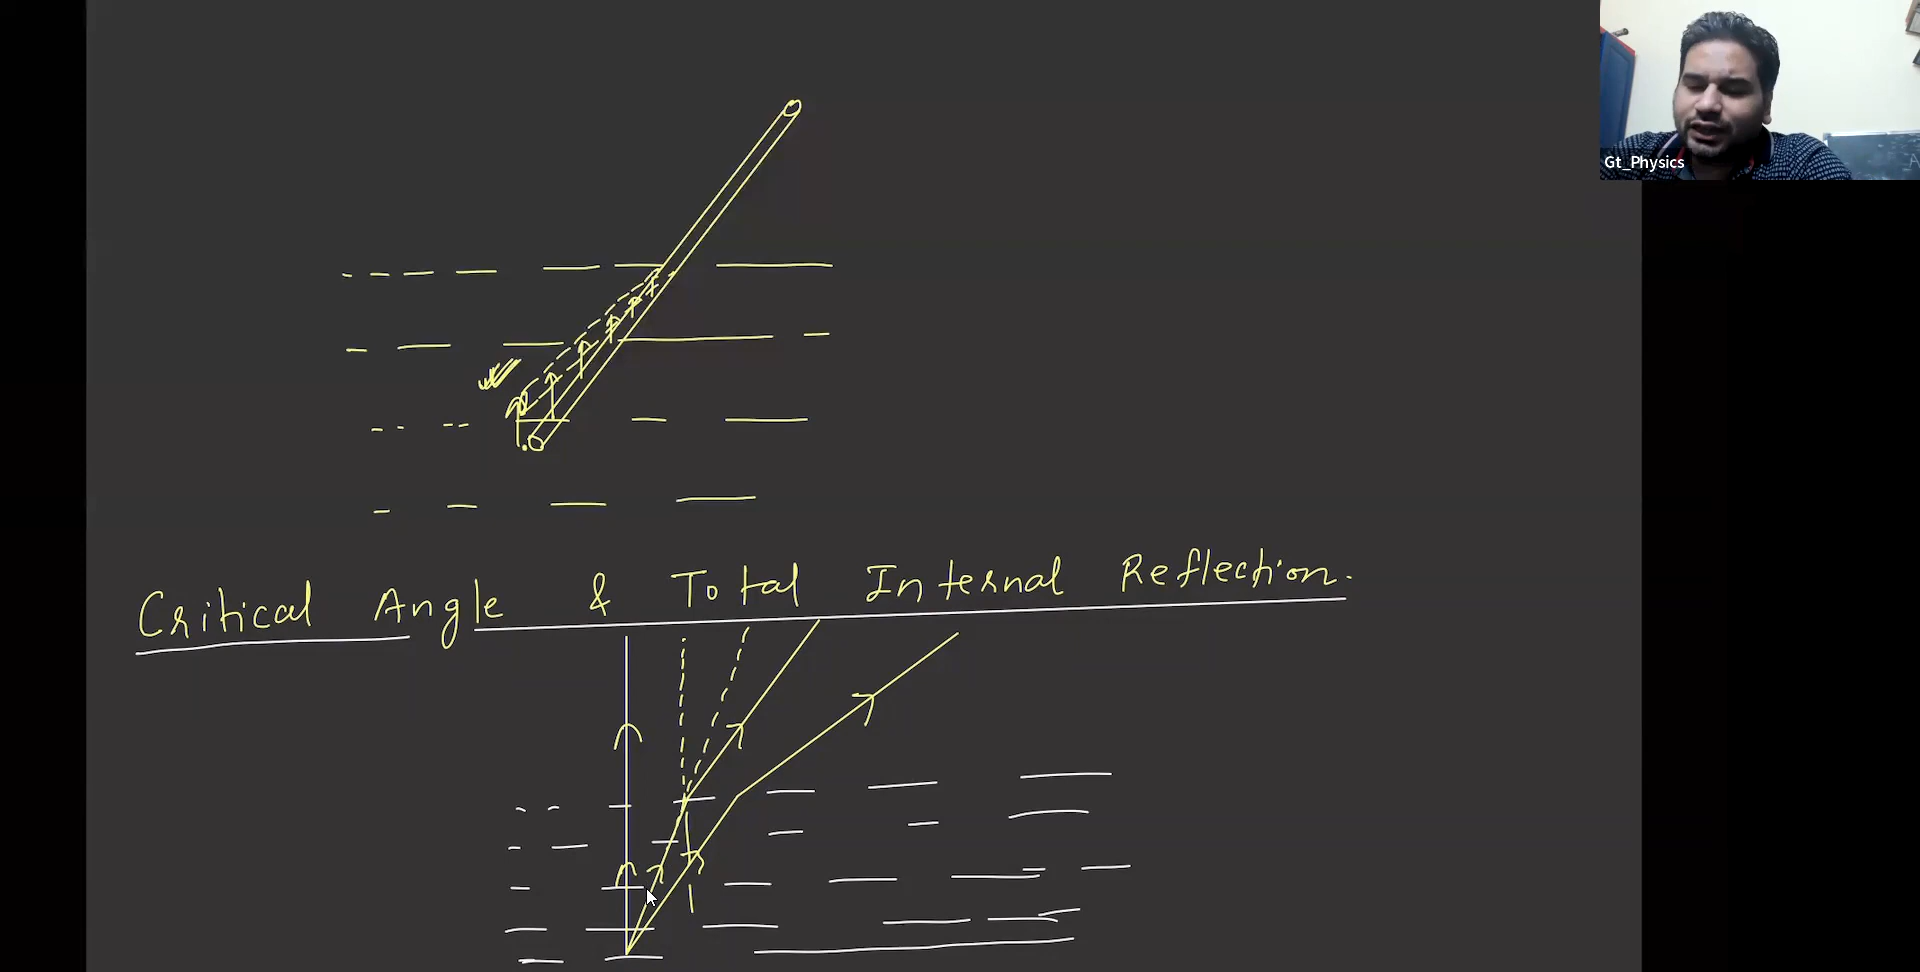 Gt_Physics
Critical Angle & Total Internal Reflection.